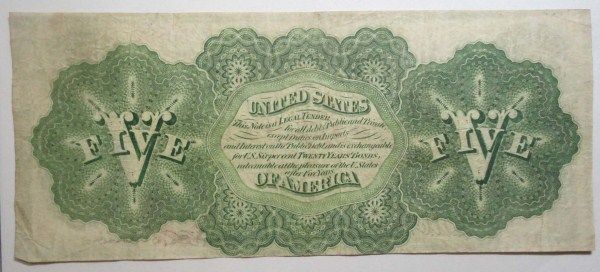 FIVE
V
UNITED STATES
This Note is a LEGAL TENDER
for all debts Public and Private
except Duties on Imports
and Interest on the Public Debt, and is exchangeable
for U.S. Six per cent TWENTY YEARS BONDS,
redeemable at the pleasure of the U. States
after Five Years
OF AMERICA
FIVE
V